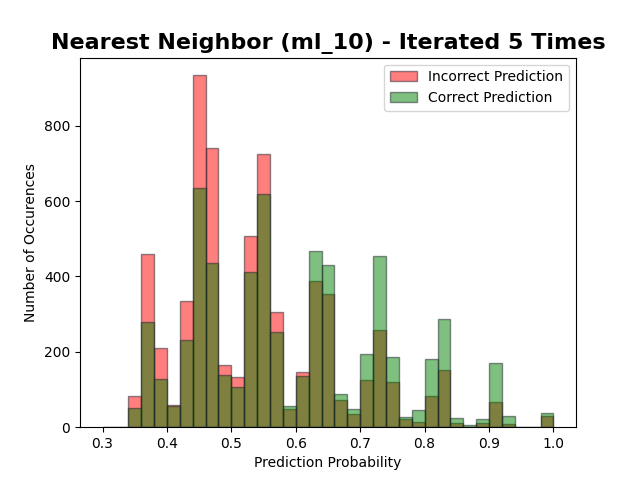 Nearest Neighbor (ml_10) - Iterated 5 Times
Incorrect Prediction
Correct Prediction
Number of Occurences
800
600
400
200
0
0.3 0.4 0.5 0.6 0.7 0.8 0.9 1.0
Prediction Probability